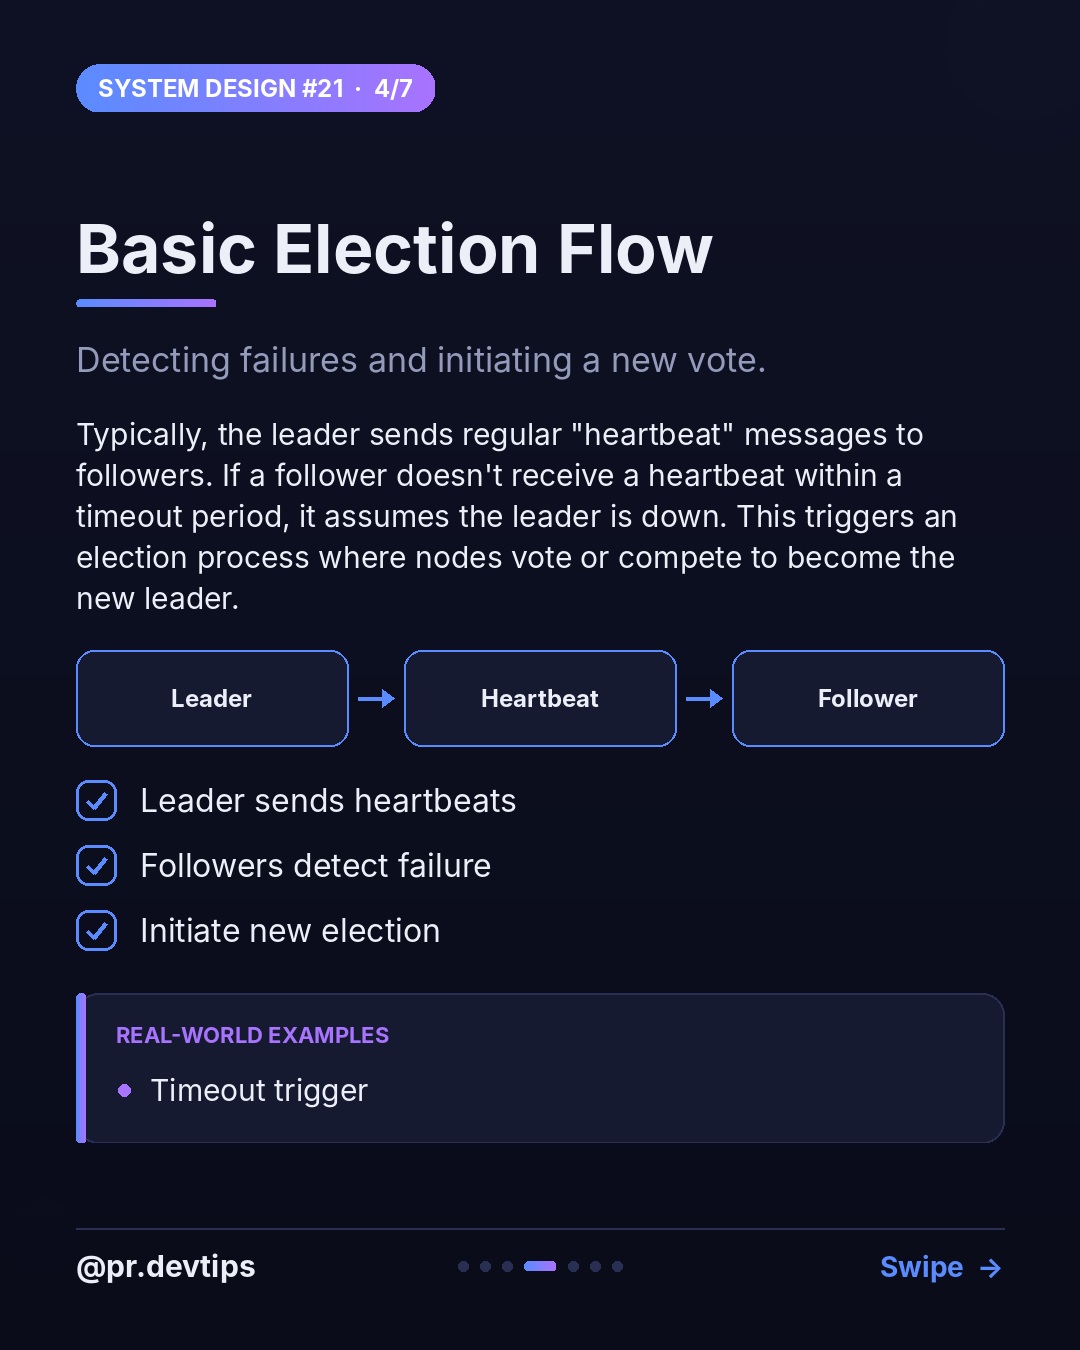 SYSTEM DESIGN #21 · 4/7
Basic Election Flow
Detecting failures and initiating a new vote.
Typically, the leader sends regular "heartbeat" messages to
followers. If a follower doesn't receive a heartbeat within a
timeout period, it assumes the leader is down. This triggers an
election process where nodes vote or compete to become the
new leader.
Leader → Heartbeat → Follower
Leader sends heartbeats
Followers detect failure
Initiate new election
REAL-WORLD EXAMPLES
• Timeout trigger
@pr.devtips Swipe →